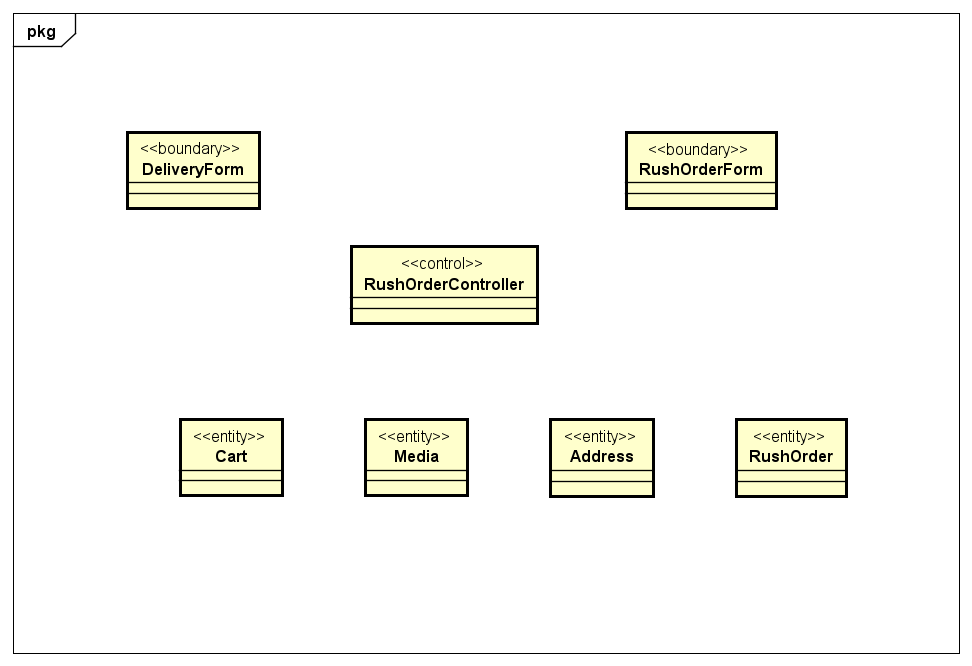 pkg
<<boundary>>
DeliveryForm
<<boundary>>
RushOrderForm
<<control>>
RushOrderController
<<entity>>
Cart
<<entity>>
Media
<<entity>>
Address
<<entity>>
RushOrder